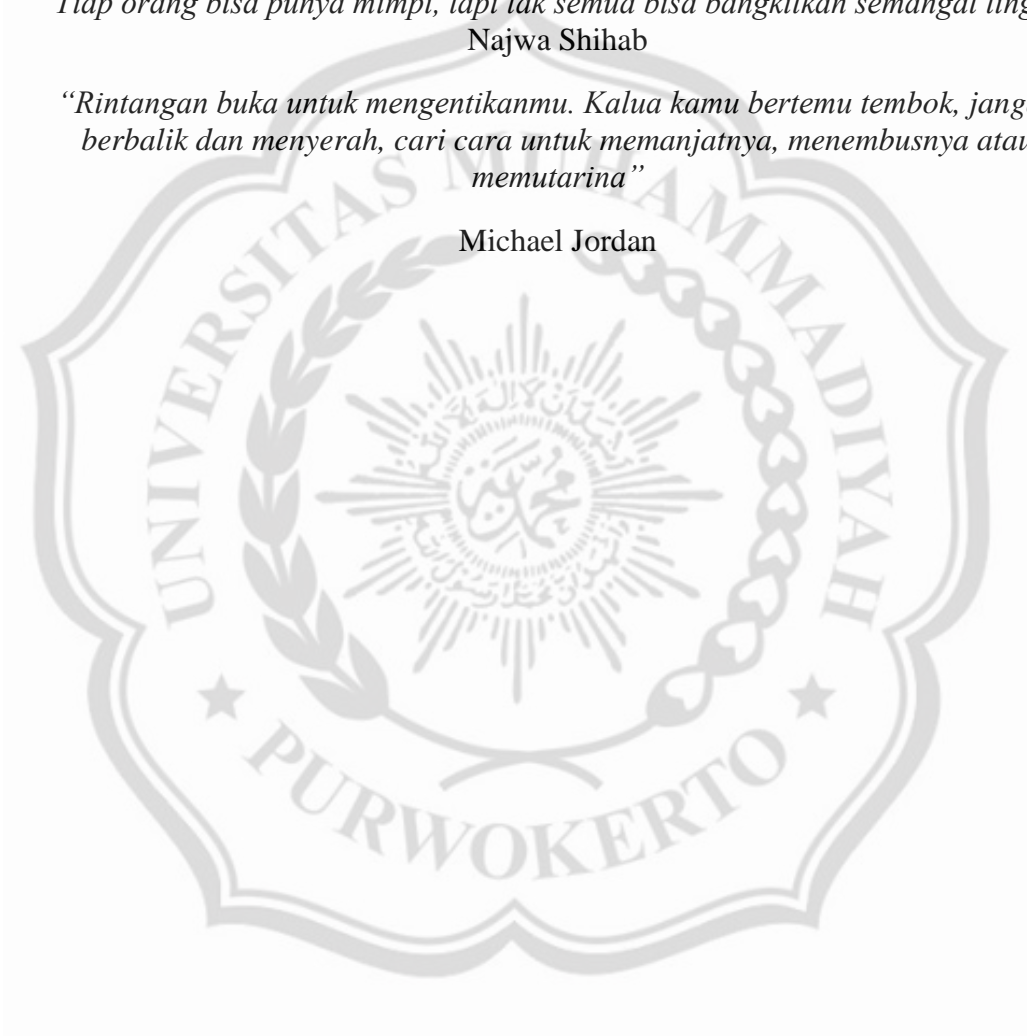 Tiap orang bisa punya mimpi, tapi tak semua bisa bangkitkan semangat
Najwa Shihab
“Rintangan buka untuk mengentikanmu. Kalua kamu bertemu tembok,
berbalik dan menyerah, cari cara untuk memanjatnya, menembusnya atau
memutarina”
Michael Jordan
UNIVERSITAS MUHAMMADIYAH
PURWOKERTO